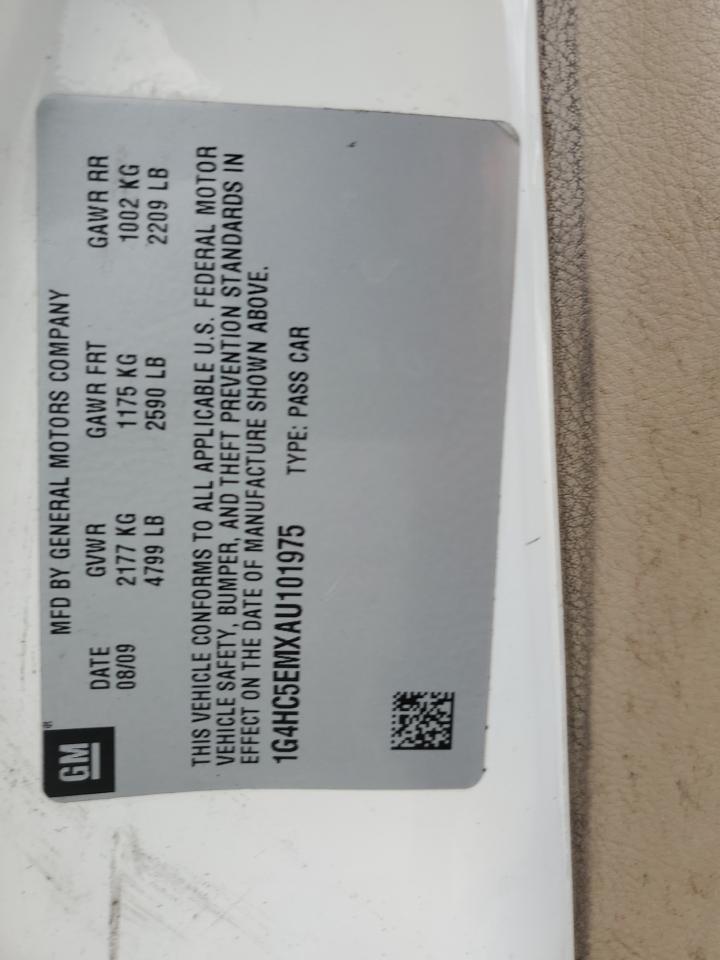 GM
MFD BY GENERAL MOTORS COMPANY
DATE GVWR GAWR FRT GAWR RR
08/09 2177 KG 1175 KG 1002 KG
4799 LB 2590 LB 2209 LB
THIS VEHICLE CONFORMS TO ALL APPLICABLE U.S. FEDERAL MOTOR
VEHICLE SAFETY, BUMPER, AND THEFT PREVENTION STANDARDS IN
EFFECT ON THE DATE OF MANUFACTURE SHOWN ABOVE.
1G4HC5EMXAU101975 TYPE: PASS CAR